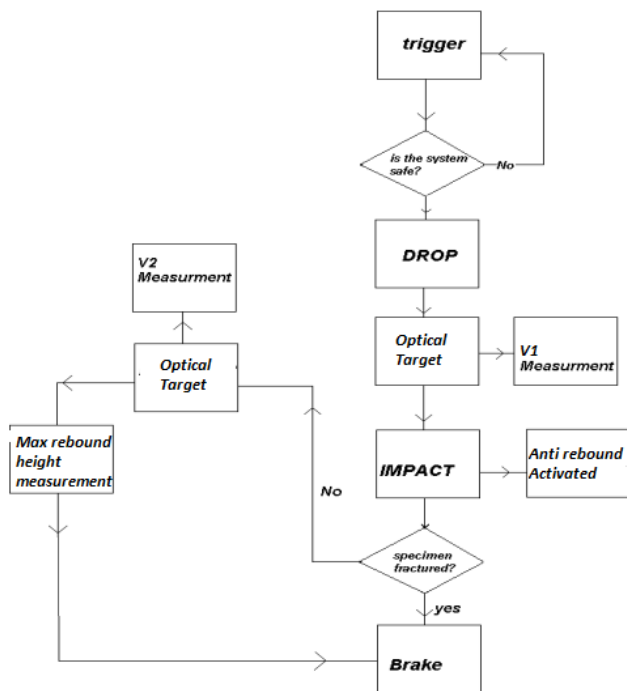 trigger
is the system
safe?
No
DROP
V2
Measurment
Optical
Target
V1
Measurment
Optical
Target
Max rebound
height
measurement
IMPACT
Anti rebound
Activated
No
specimen
fractured?
yes
Brake